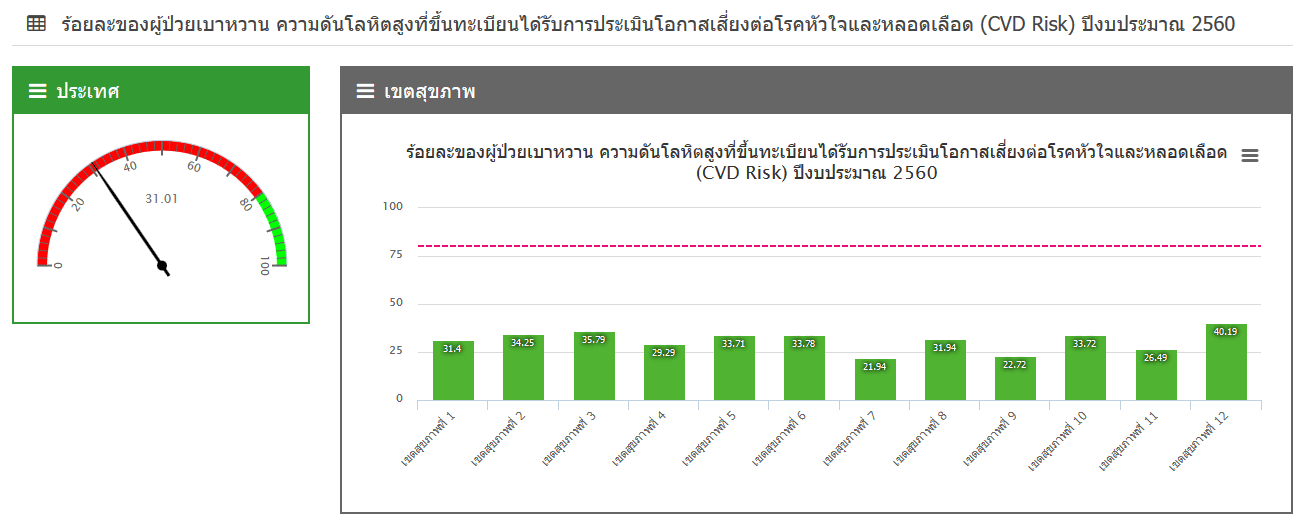 ร้อยละของผู้ป่วยเบาหวาน ความดันโลหิตสูงที่ขึ้นทะเบียนได้รับการประเมินโอกาสเสี่ยงต่อโรคหัวใจและหลอดเลือด (CVD Risk) ปีงบประมาณ 2560
ประเทศ
0
20
40
60
80
100
31.01
เขตสุขภาพ
ร้อยละของผู้ป่วยเบาหวาน ความดันโลหิตสูงที่ขึ้นทะเบียนได้รับการประเมินโอกาสเสี่ยงต่อโรคหัวใจและหลอดเลือด
(CVD Risk) ปีงบประมาณ 2560
100
75
50
25
0
31.4
34.25
35.79
29.29
33.71
33.78
21.94
31.94
22.72
33.72
26.49
40.19
เขตสุขภาพที่ 1
เขตสุขภาพที่ 2
เขตสุขภาพที่ 3
เขตสุขภาพที่ 4
เขตสุขภาพที่ 5
เขตสุขภาพที่ 6
เขตสุขภาพที่ 7
เขตสุขภาพที่ 8
เขตสุขภาพที่ 9
เขตสุขภาพที่ 10
เขตสุขภาพที่ 11
เขตสุขภาพที่ 12